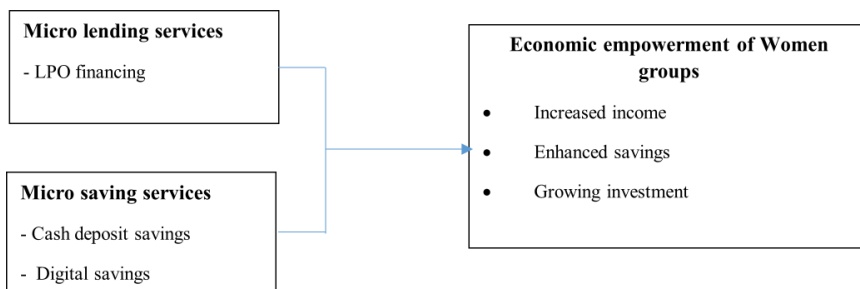 Micro lending services
- LPO financing
Micro saving services
- Cash deposit savings
- Digital savings
Economic empowerment of Women
groups
• Increased income
• Enhanced savings
• Growing investment